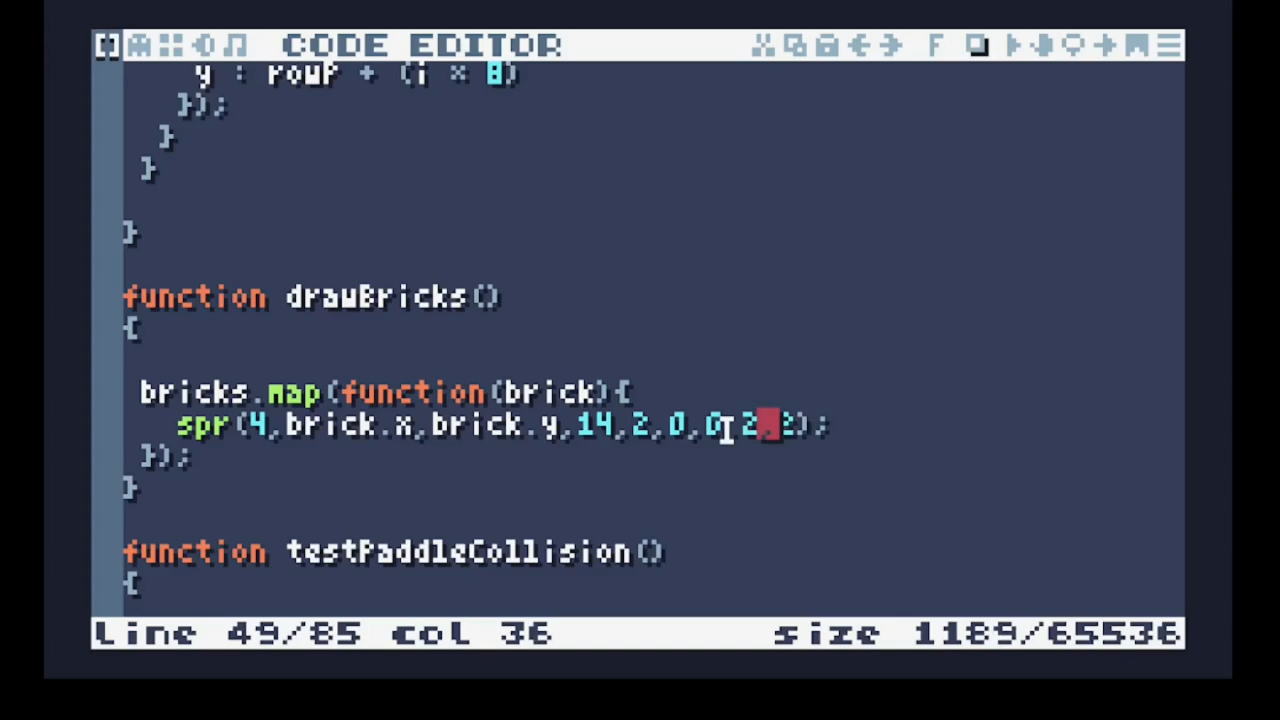 CODE EDITOR F
y : rowP + (i * 8)
});
}
}
}
function drawBricks()
{
bricks.map(function(brick){
spr(4,brick.x,brick.y,14,2,0,0,2,2);
});
}
function testPaddleCollision()
{
line 49/85 col 36 size 1189/65536